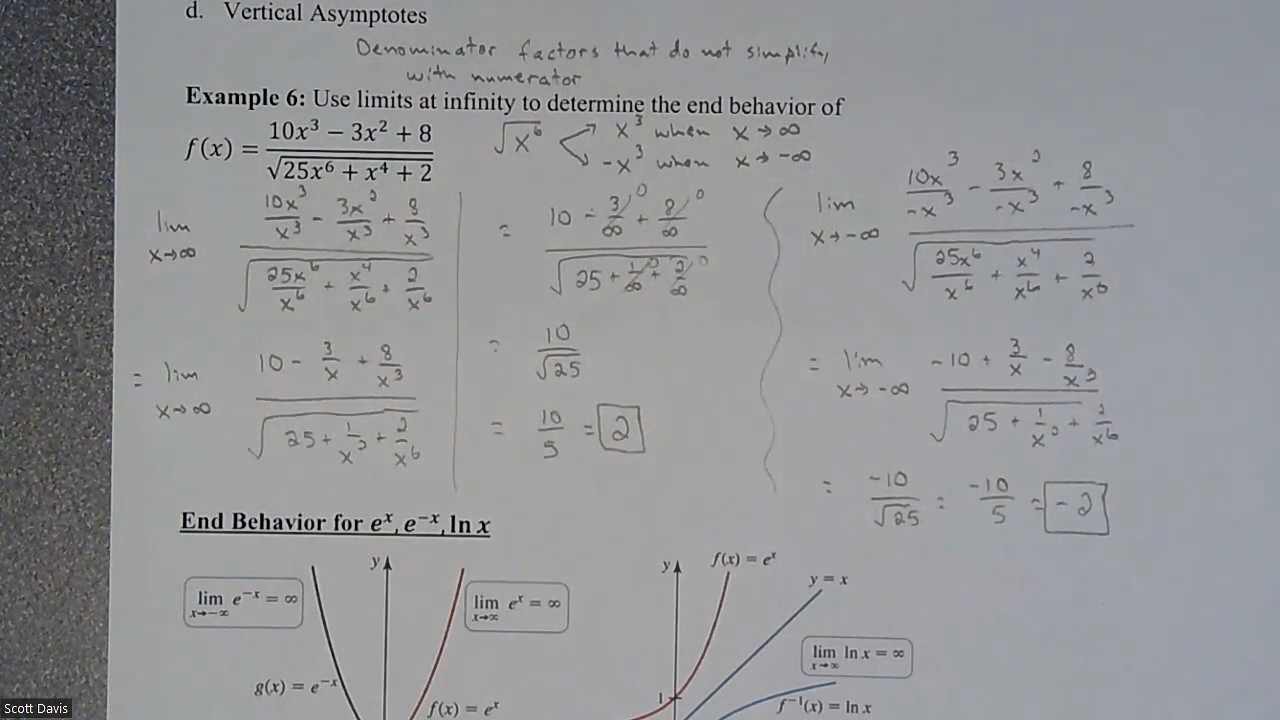 d. Vertical Asymptotes
Denominator factors that do not simplify
with numerator
Example 6: Use limits at infinity to determine the end behavior of
f(x) = (10x³ − 3x² + 8) / √(25x⁶ + x⁴ + 2)
√x⁶ x³ when x → ∞
-x³ when x → -∞
lim x→∞ (10x³/x³ - 3x²/x³ + 8/x³) / √(25x⁶/x⁶ + x⁴/x⁶ + 2/x⁶)
= lim x→∞ (10 - 3/x + 8/x³) / √(25 + 1/x² + 2/x⁶)
= (10 - 3/∞ 0 + 8/∞ 0) / √(25 + 1/∞ 0 + 2/∞ 0)
= 10/√25
= 10/5 = 2
lim x→-∞ (10x³/-x³ - 3x²/-x³ + 8/-x³) / √(25x⁶/x⁶ + x⁴/x⁶ + 2/x⁶)
= lim x→-∞ (-10 + 3/x - 8/x³) / √(25 + 1/x² + 2/x⁶)
= -10/√25 = -10/5 = -2
End Behavior for eˣ, e⁻ˣ, ln x
y
lim x→−∞ e⁻ˣ = ∞
lim x→∞ eˣ = ∞
g(x) = e⁻ˣ
f(x) = eˣ
y
f(x) = eˣ
y = x
lim x→∞ ln x = ∞
1
f⁻¹(x) = ln x
Scott Davis